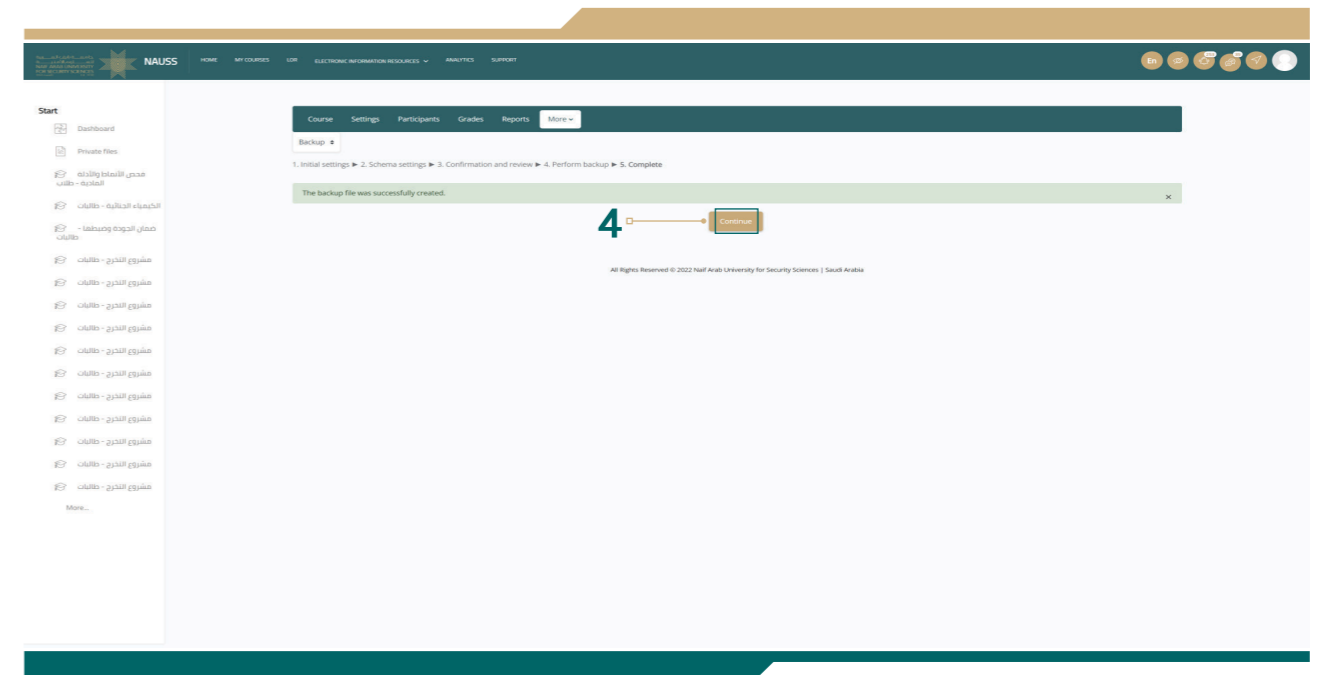 NAUSS
HOME MY COURSES LOR ELECTRONIC INFORMATION RESOURCES ANALYTICS SUPPORT
En
Start
Dashboard
Private files
فحص الأنماط والأدلة
المادية - طلاب
الكيمياء الجنائية - طالبات
ضمان الجودة وضبطها -
طالبات
مشروع التخرج - طالبات
مشروع التخرج - طالبات
مشروع التخرج - طالبات
مشروع التخرج - طالبات
مشروع التخرج - طالبات
مشروع التخرج - طالبات
مشروع التخرج - طالبات
مشروع التخرج - طالبات
مشروع التخرج - طالبات
مشروع التخرج - طالبات
مشروع التخرج - طالبات
More...
Course Settings Participants Grades Reports More
Backup
1. Initial settings ► 2. Schema settings ► 3. Confirmation and review ► 4. Perform backup ► 5. Complete
The backup file was successfully created. ×
4 Continue
All Rights Reserved © 2022 Naif Arab University for Security Sciences | Saudi Arabia